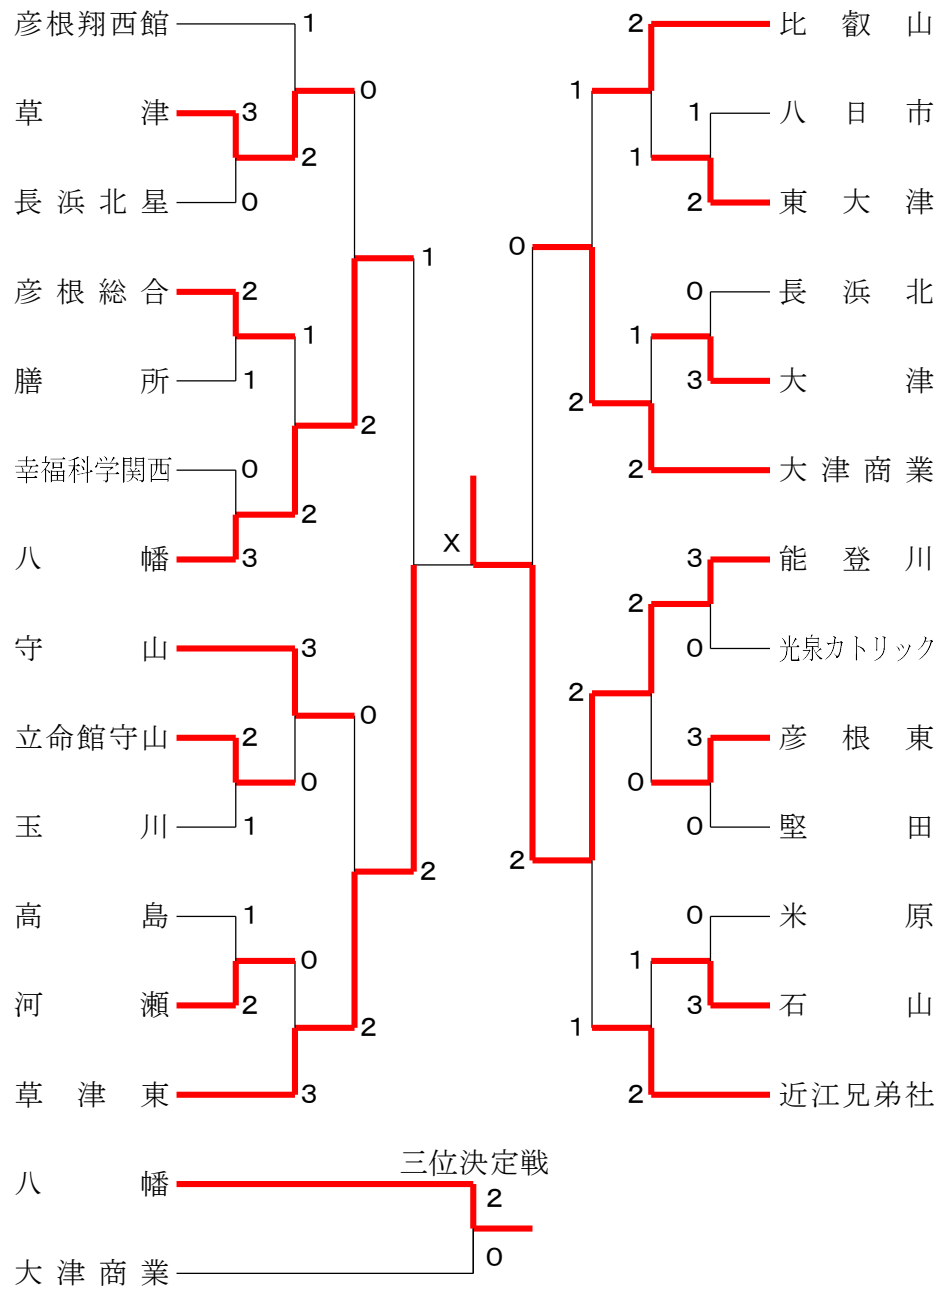 彦根翔西館 1 2 比叡山
0 1
草津 3 1 八日市
2 1
長浜北星 0 2 東大津
1 0
彦根総合 2 0 長浜北
1 1
膳所 1 3 大津
2 2
幸福科学関西 0 2 大津商業
2
X
八幡 3 3 能登川
2
守山 3 0 光泉カトリック
0 2
立命館守山 2 3 彦根東
0 0
玉川 1 0 堅田
2 2
高島 1 0 米原
0 1
河瀬 2 3 石山
2 1
草津東 3 2 近江兄弟社
三位決定戦
八幡 2
0
大津商業